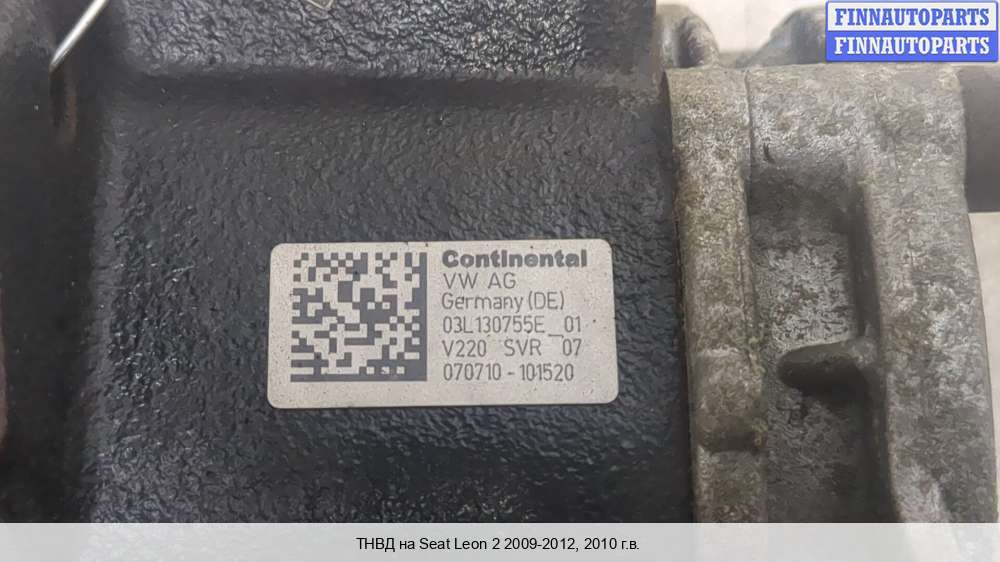 FINNAUTOPARTS
FINNAUTOPARTS
Continental
VW AG
Germany (DE)
03L130755E_01
V220 SVR 07
070710-101520
ТНВД на Seat Leon 2 2009-2012, 2010 г.в.